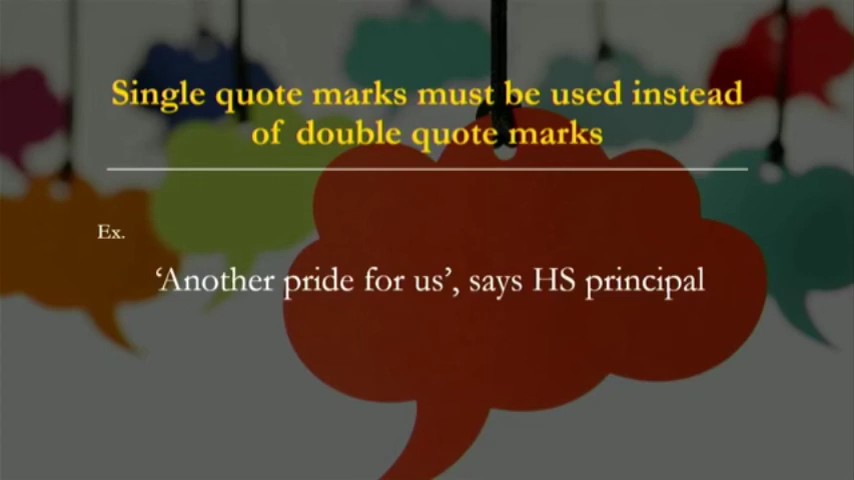 Single quote marks must be used instead
of double quote marks
Ex.
‘Another pride for us’, says HS principal